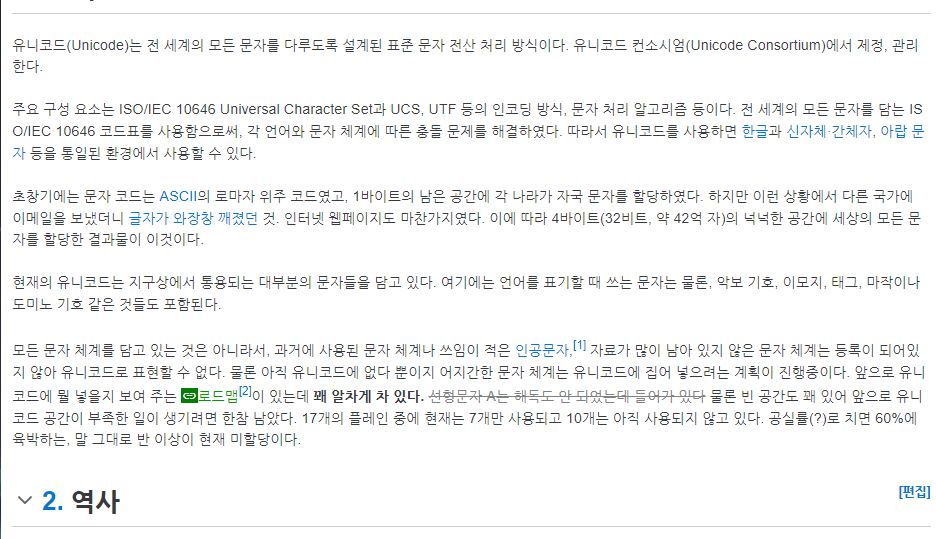 유니코드(Unicode)는 전 세계의 모든 문자를 다루도록 설계된 표준 문자 전산 처리 방식이다. 유니코드 컨소시엄(Unicode Consortium)에서 제정, 관리
한다.
주요 구성 요소는 ISO/IEC 10646 Universal Character Set과 UCS, UTF 등의 인코딩 방식, 문자 처리 알고리즘 등이다. 전 세계의 모든 문자를 담는 IS
O/IEC 10646 코드표를 사용함으로써, 각 언어와 문자 체계에 따른 충돌 문제를 해결하였다. 따라서 유니코드를 사용하면 한글과 신자체·간체자, 아랍 문
자 등을 통일된 환경에서 사용할 수 있다.
초창기에는 문자 코드는 ASCII의 로마자 위주 코드였고, 1바이트의 남은 공간에 각 나라가 자국 문자를 할당하였다. 하지만 이런 상황에서 다른 국가에
이메일을 보냈더니 글자가 와장창 깨졌던 것. 인터넷 웹페이지도 마찬가지였다. 이에 따라 4바이트(32비트, 약 42억 자)의 넉넉한 공간에 세상의 모든 문
자를 할당한 결과물이 이것이다.
현재의 유니코드는 지구상에서 통용되는 대부분의 문자들을 담고 있다. 여기에는 언어를 표기할 때 쓰는 문자는 물론, 악보 기호, 이모지, 태그, 마작이나
도미노 기호 같은 것들도 포함된다.
모든 문자 체계를 담고 있는 것은 아니라서, 과거에 사용된 문자 체계나 쓰임이 적은 인공문자,[1] 자료가 많이 남아 있지 않은 문자 체계는 등록이 되어있
지 않아 유니코드로 표현할 수 없다. 물론 아직 유니코드에 없다 뿐이지 어지간한 문자 체계는 유니코드에 집어 넣으려는 계획이 진행중이다. 앞으로 유니
코드에 뭘 넣을지 보여 주는 로드맵[2]이 있는데 꽤 알차게 차 있다. 선형문자 A는 해독도 안 되었는데 들어가 있다 물론 빈 공간도 꽤 있어 앞으로 유니
코드 공간이 부족한 일이 생기려면 한참 남았다. 17개의 플레인 중에 현재는 7개만 사용되고 10개는 아직 사용되지 않고 있다. 공실률(?)로 치면 60%에
육박하는, 말 그대로 반 이상이 현재 미할당이다.
2. 역사
[편집]